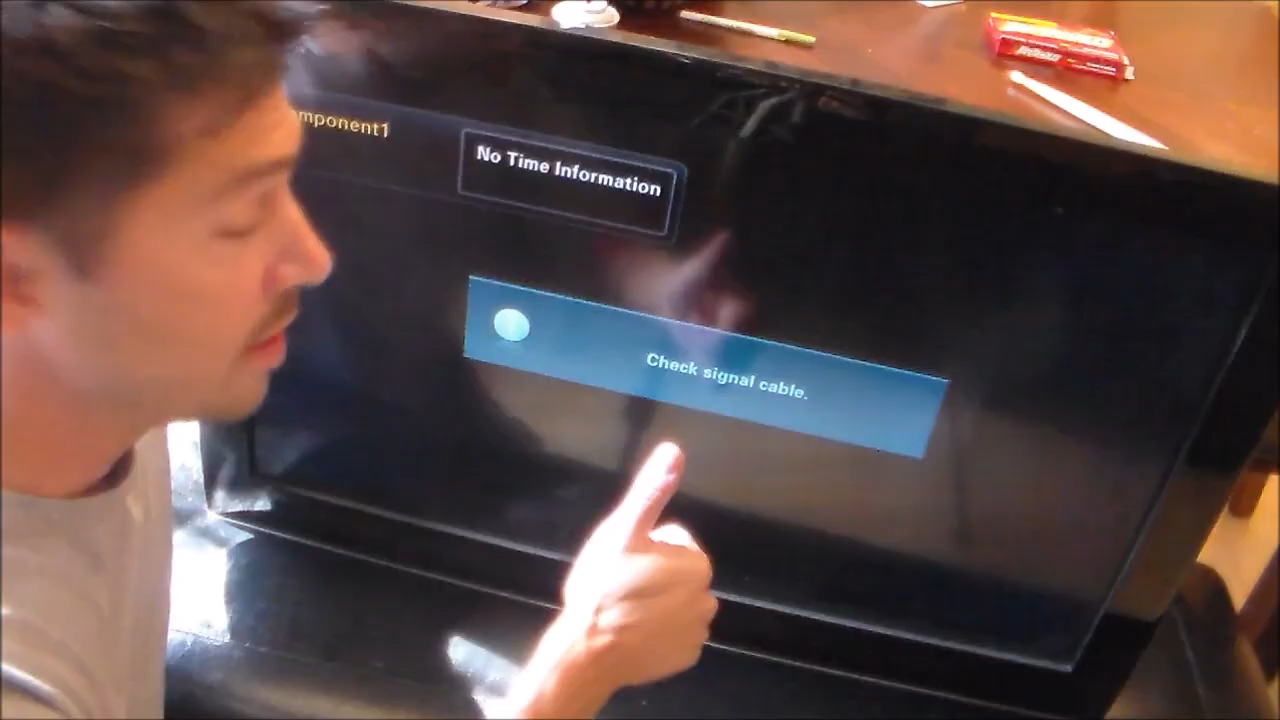 mponent1
No Time Information
Check signal cable.